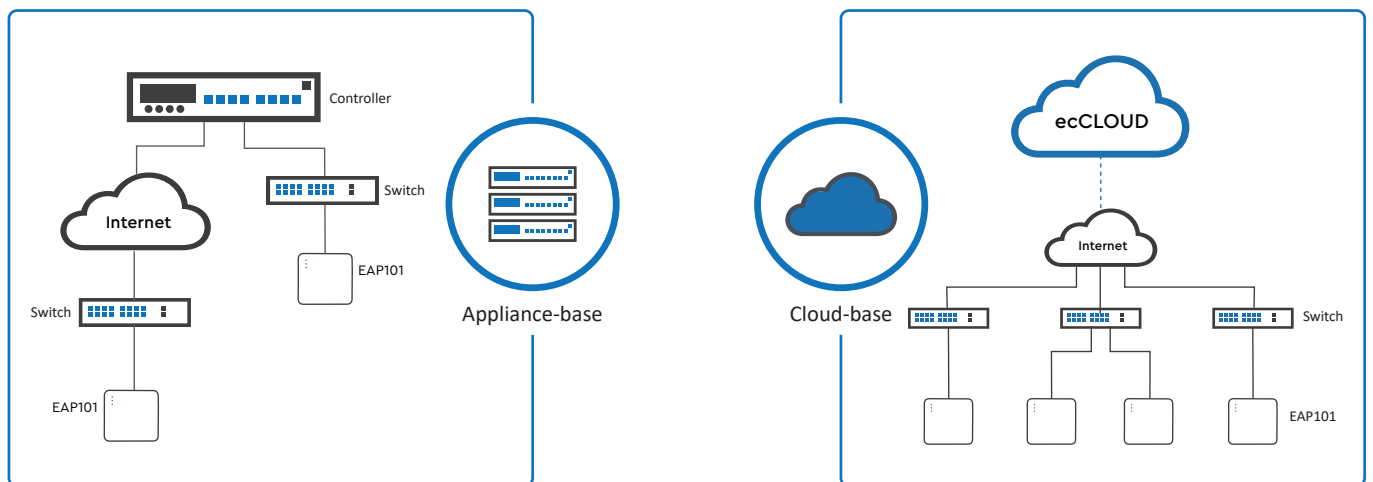 Controller
Switch
Internet
EAP101
Switch
EAP101
Appliance-base
ecCLOUD
Internet
Cloud-base
Switch
EAP101